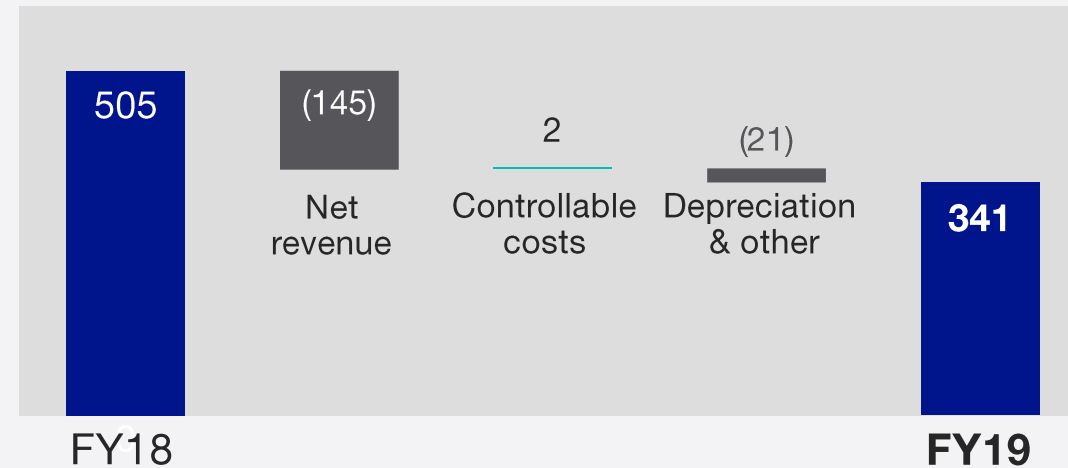 505
(145)
2
(21)
341
Net
revenue
Controllable
costs
Depreciation
& other
FY18
FY19